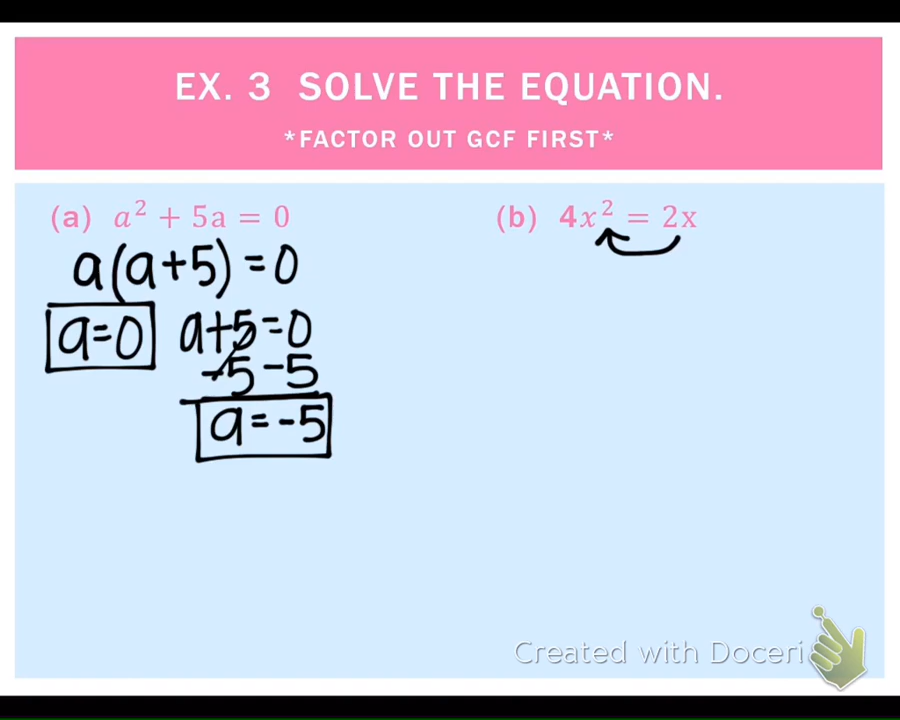 EX. 3 SOLVE THE EQUATION.
*FACTOR OUT GCF FIRST*
(a) a² + 5a = 0
a(a+5)=0
a=0 a+5=0
-5 -5
a=-5
(b) 4x² = 2x
Created with Doceri